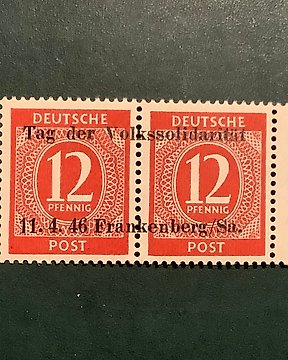 DEUTSCHE DEUTSCHE
Tag der Volkssolidarität
12 12
PFENNIG PFENNIG
11. 4. 46 Frankenberg/Sa.
POST POST